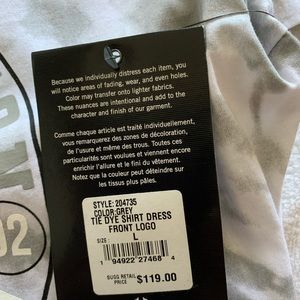 Because we individually distress each item, you
will notice areas of fading, wear, and even holes.
Color may transfer onto lighter fabrics.
These nuances are intentional and add to the
character and finish of our garment.
Comme chaque article est traité individuellement,
vous remarquerez des zones de décoloration,
de l'usure et même des trous. Toutes ces
particularités sont voulues et viennent
enrichir l'allure et le fini du vêtement.
Notez que la couleur peut déteindre sur
les tissus plus pâles.
STYLE: 204735
COLOR:GREY
TIE DYE SHIRT DRESS
FRONT LOGO
SIZE : L
1 94922 27468 4
SUGG RETAIL
PRICE : $119.00
02